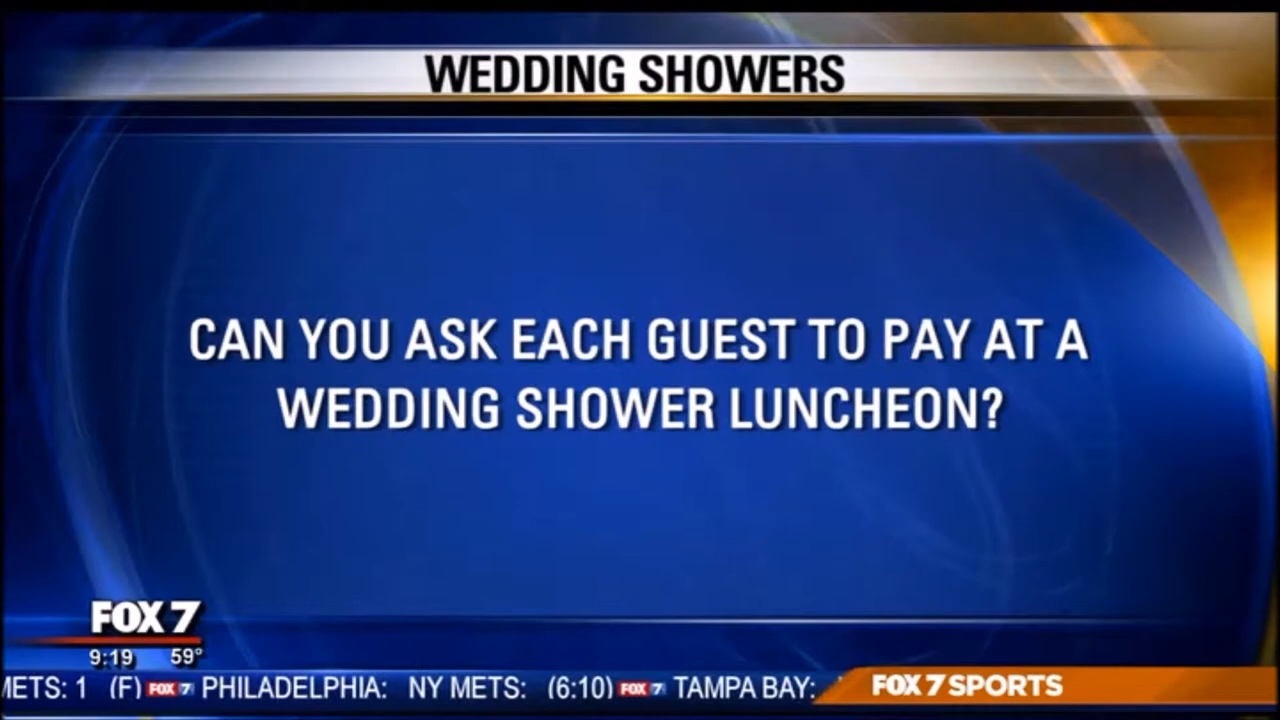 WEDDING SHOWERS
CAN YOU ASK EACH GUEST TO PAY AT A
WEDDING SHOWER LUNCHEON?
FOX 7
9:19 59°
METS: 1 (F) FOX 7 PHILADELPHIA: NY METS: (6:10) FOX 7 TAMPA BAY: FOX 7 SPORTS